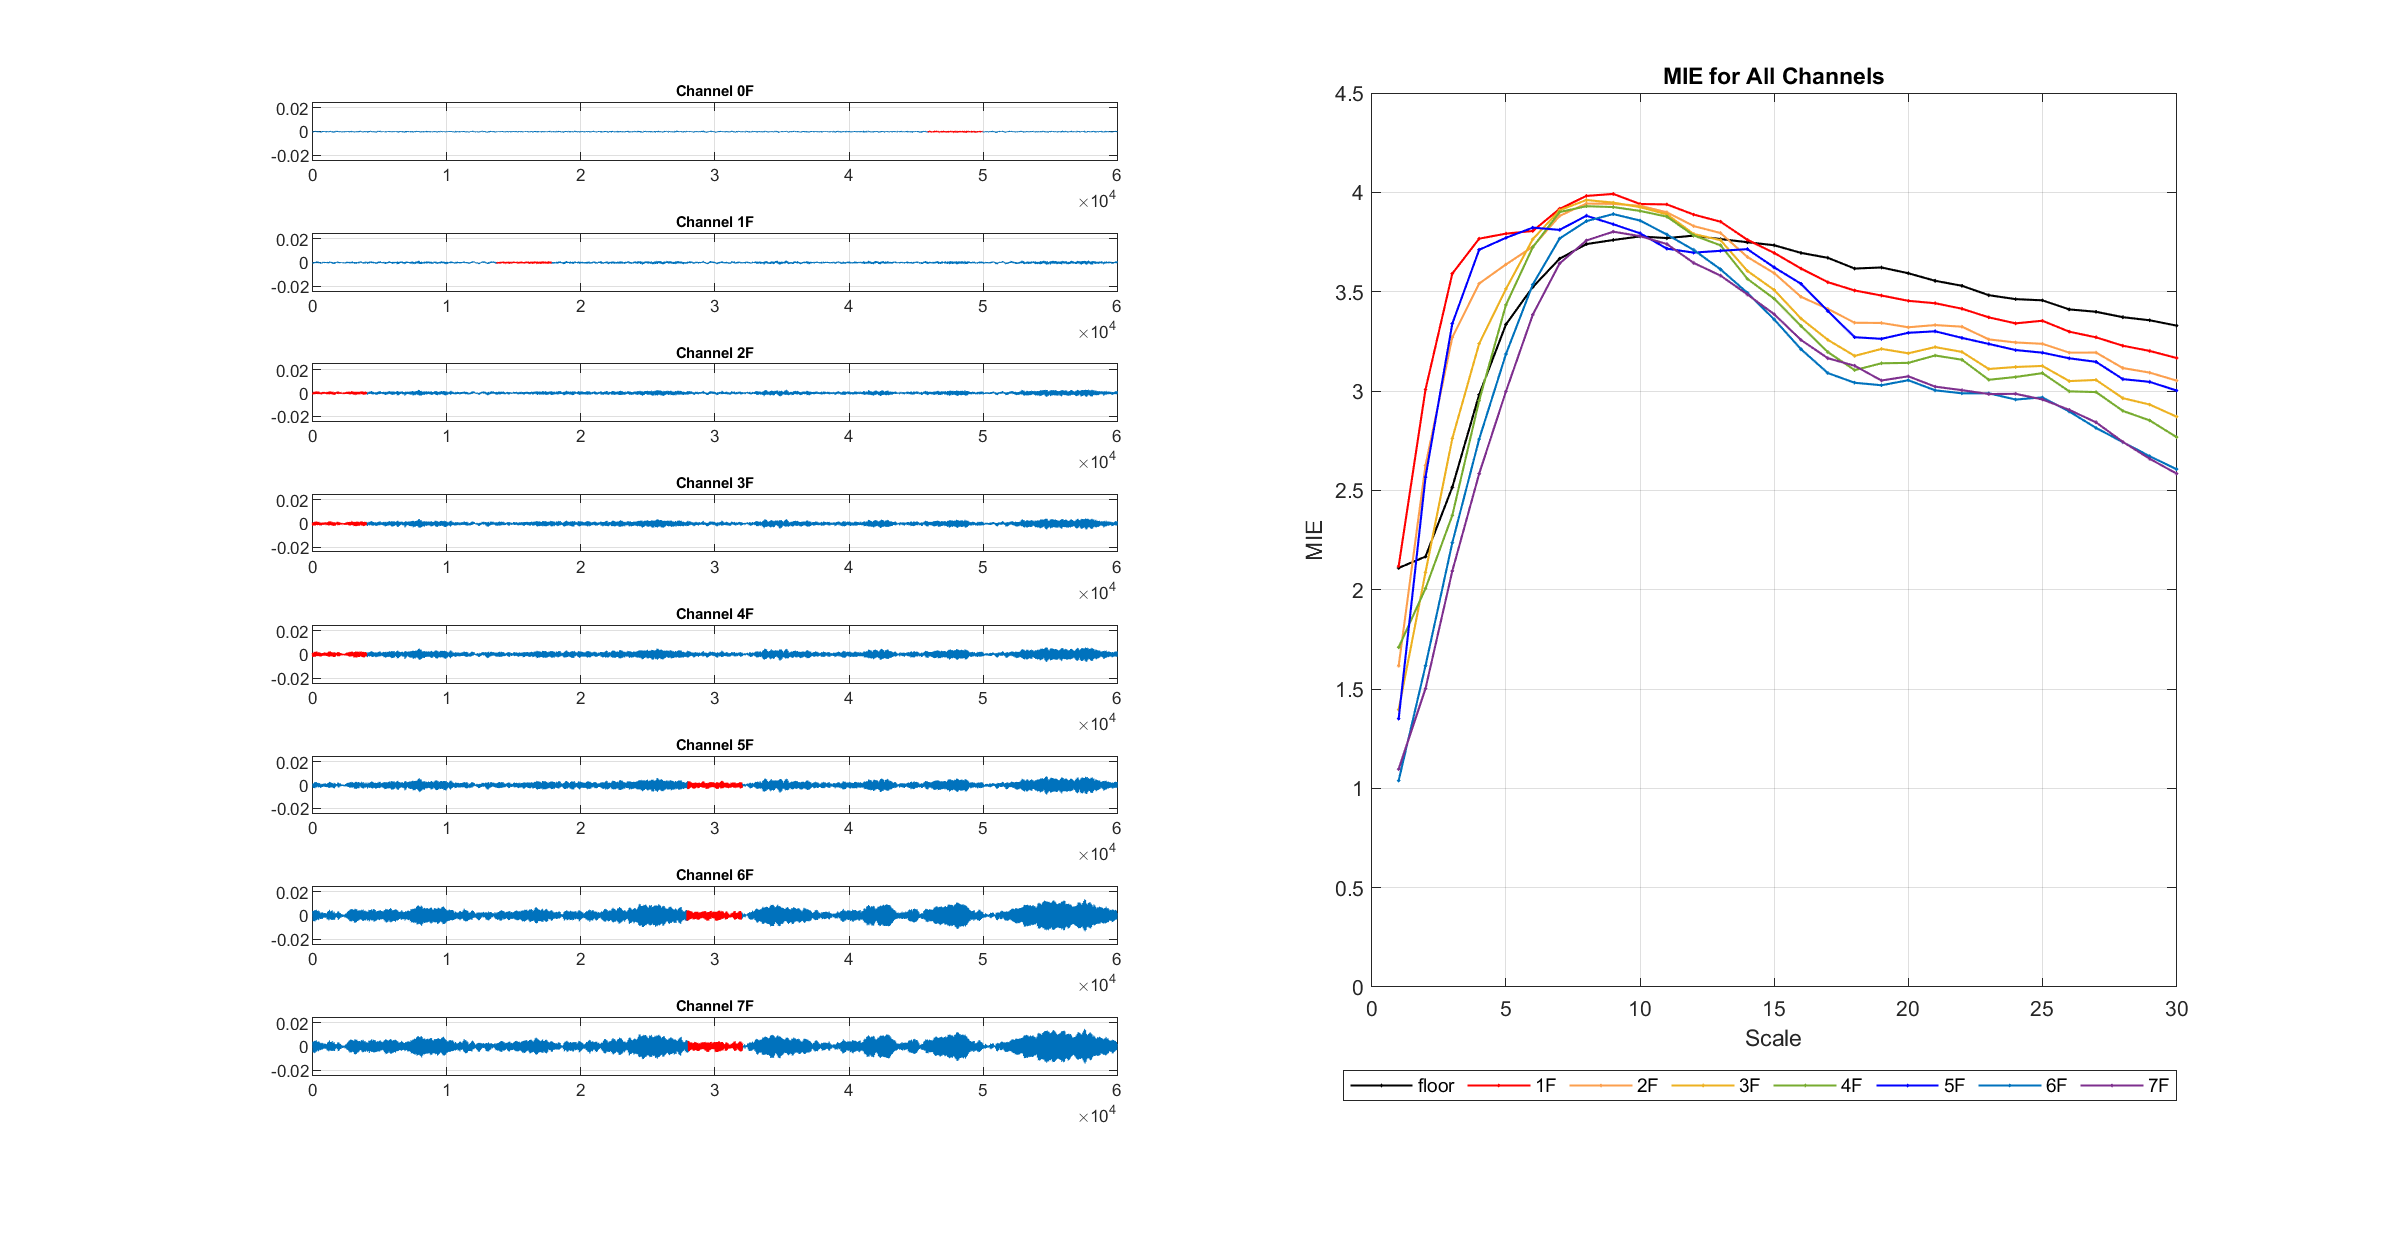 Channel 0F
0.02
0
-0.02
0 1 2 3 4 5 6
×10^4
Channel 1F
0.02
0
-0.02
0 1 2 3 4 5 6
×10^4
Channel 2F
0.02
0
-0.02
0 1 2 3 4 5 6
×10^4
Channel 3F
0.02
0
-0.02
0 1 2 3 4 5 6
×10^4
Channel 4F
0.02
0
-0.02
0 1 2 3 4 5 6
×10^4
Channel 5F
0.02
0
-0.02
0 1 2 3 4 5 6
×10^4
Channel 6F
0.02
0
-0.02
0 1 2 3 4 5 6
×10^4
Channel 7F
0.02
0
-0.02
0 1 2 3 4 5 6
×10^4
MIE for All Channels
4.5
4
3.5
3
2.5
2
1.5
1
0.5
0
MIE
0 5 10 15 20 25 30
Scale
floor 1F 2F 3F 4F 5F 6F 7F